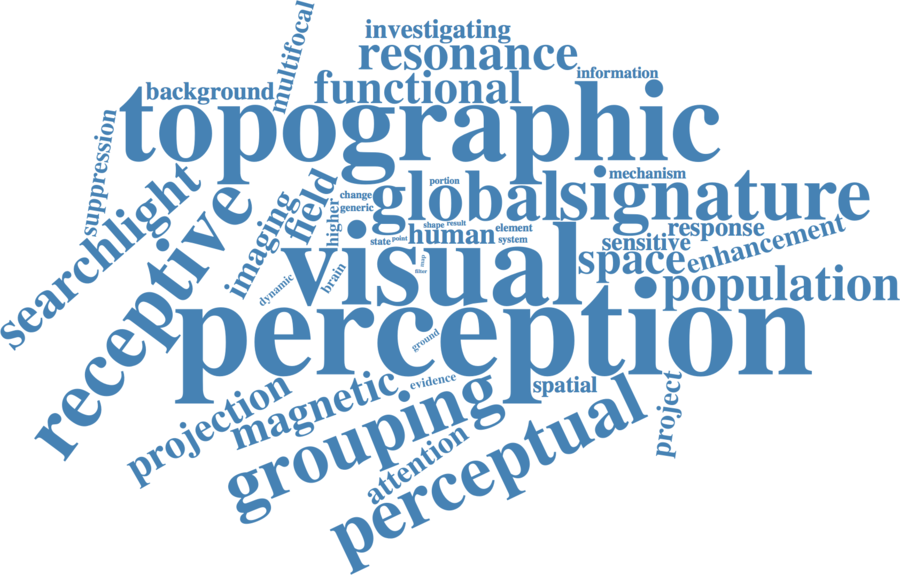 multifocal
investigating
resonance
information
background
functional
topographic
suppression
mechanism
searchlight
portion
global
signature
receptive
imaging
field
change
generic
higher
shape
result
element
response
state
point
human
system
sensitive
enhancement
visual
space
map
filter
dynamic
brain
population
perception
ground
projection
magnetic
evidence
spatial
project
grouping
attention
perceptual